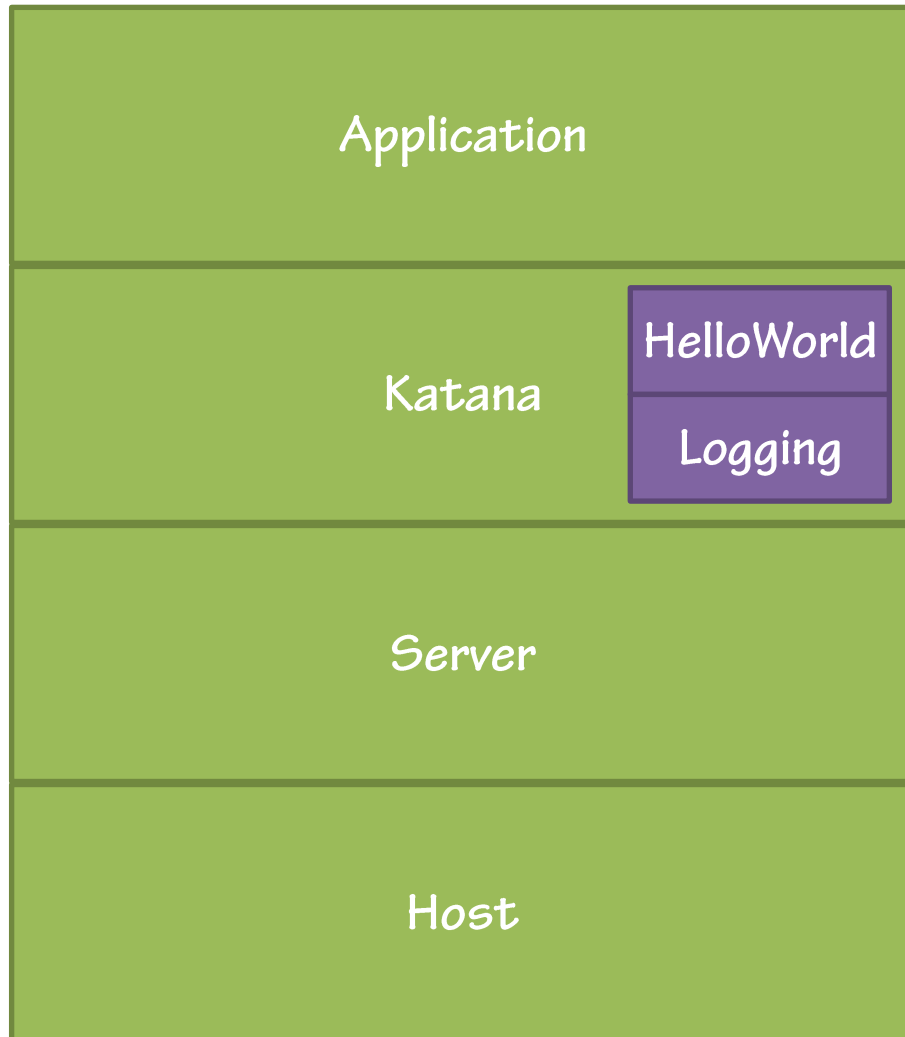 Application
HelloWorld
Katana
Logging
Server
Host